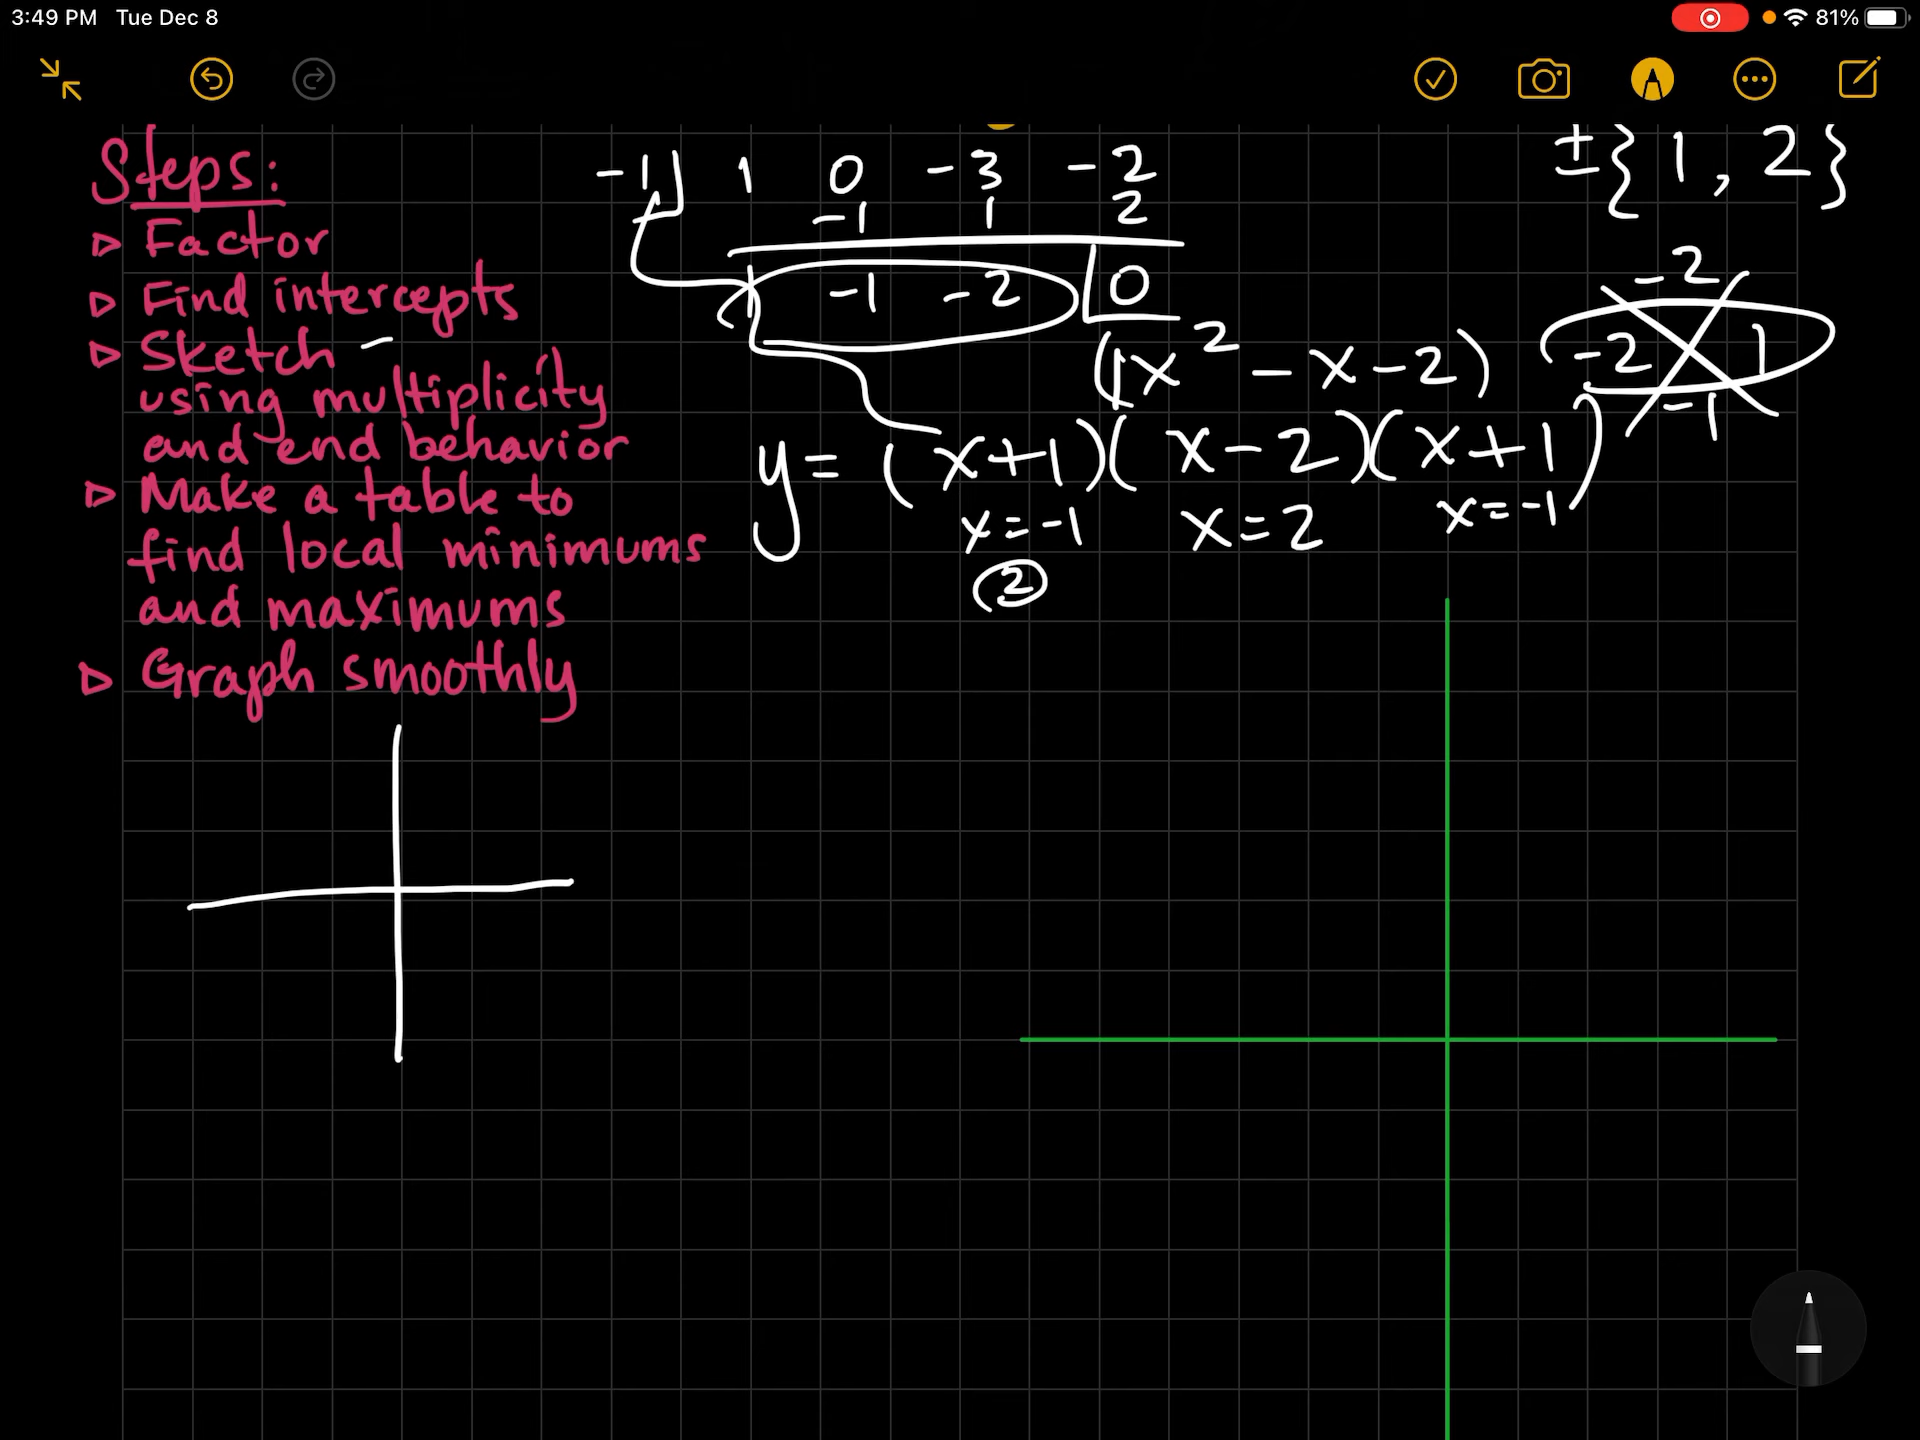 3:49 PM Tue Dec 8
81%
Steps:
▷ Factor
▷ Find intercepts
▷ Sketch –
using multiplicity
and end behavior
▷ Make a table to
find local minimums
and maximums
▷ Graph smoothly
-1 1 0 -3 -2
-1 1 2
1 -1 -2 0
± { 1, 2 }
-2
-2 1
-1
(1x² - x - 2)
y = (x+1)(x-2)(x+1)
x = -1 x = 2 x = -1
2